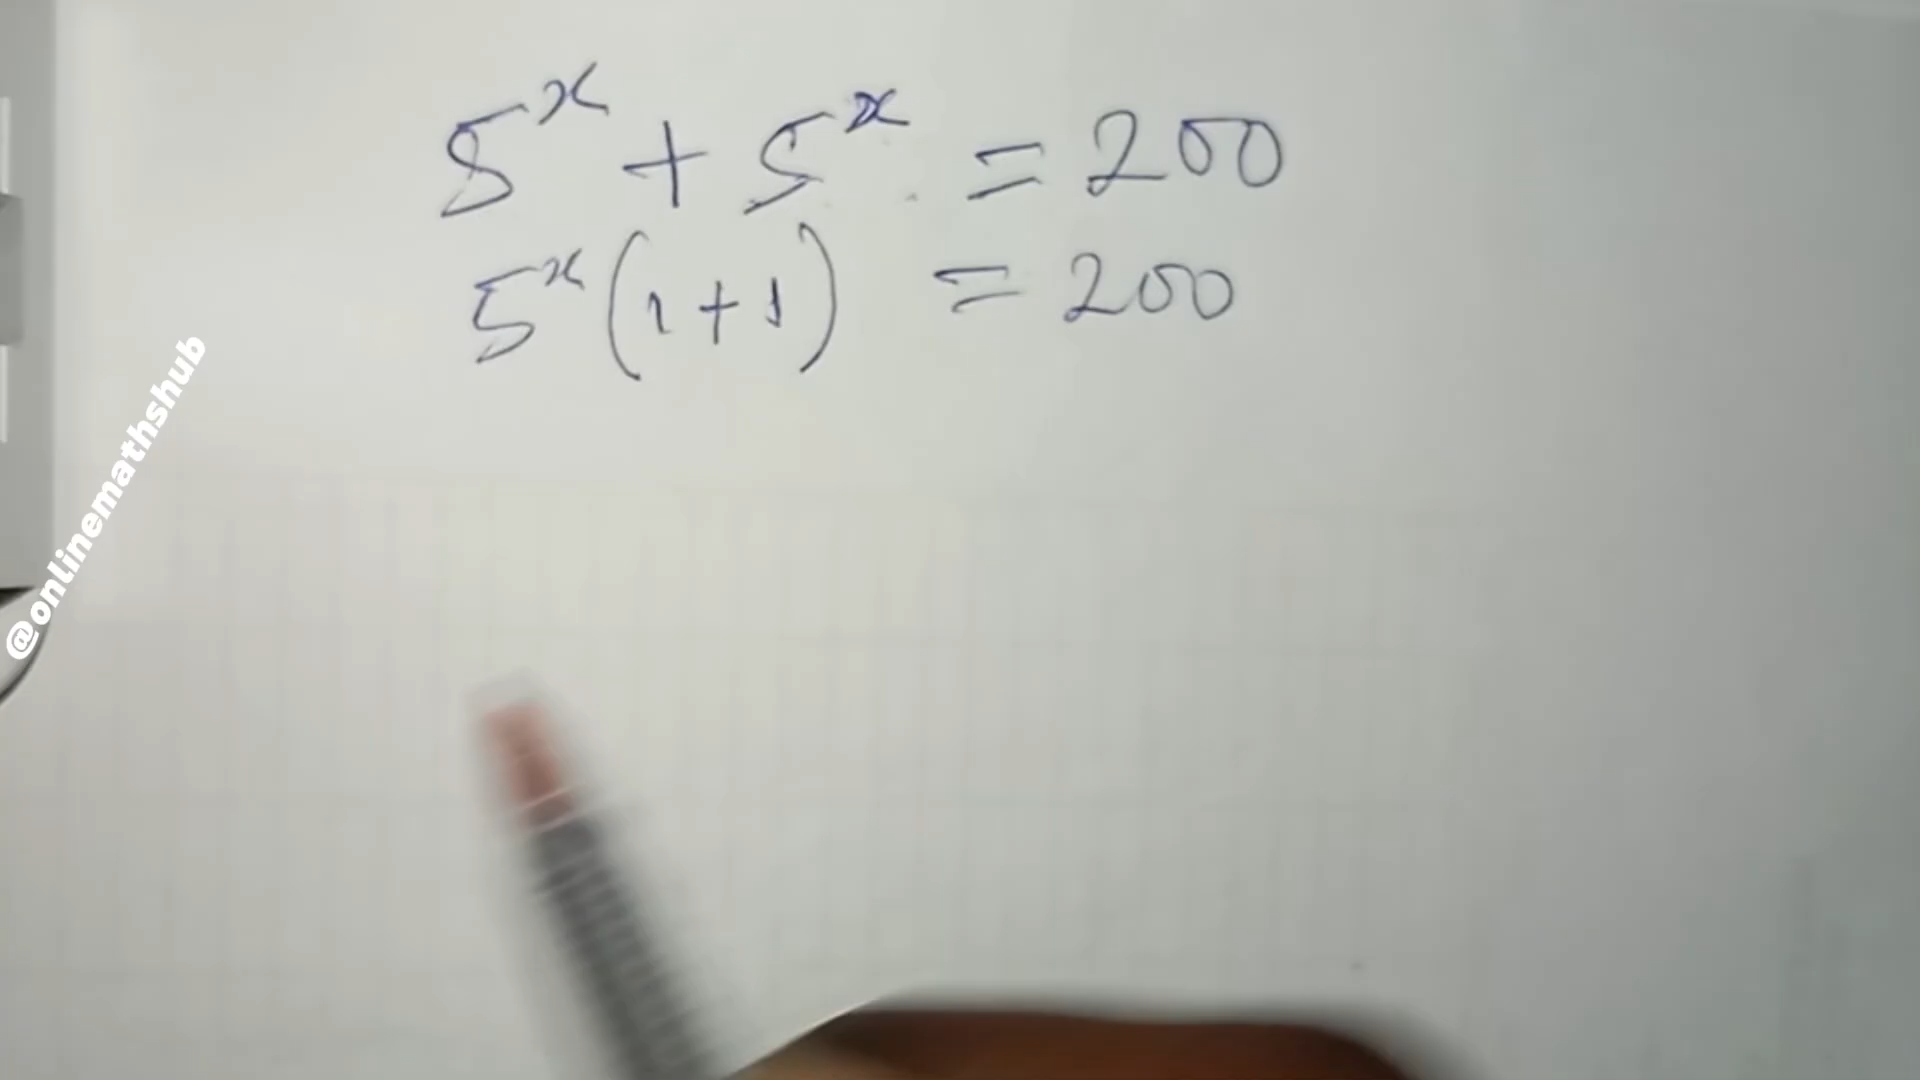 5^x + 5^x = 200
5^x (1 + 1) = 200
@onlinemathshub